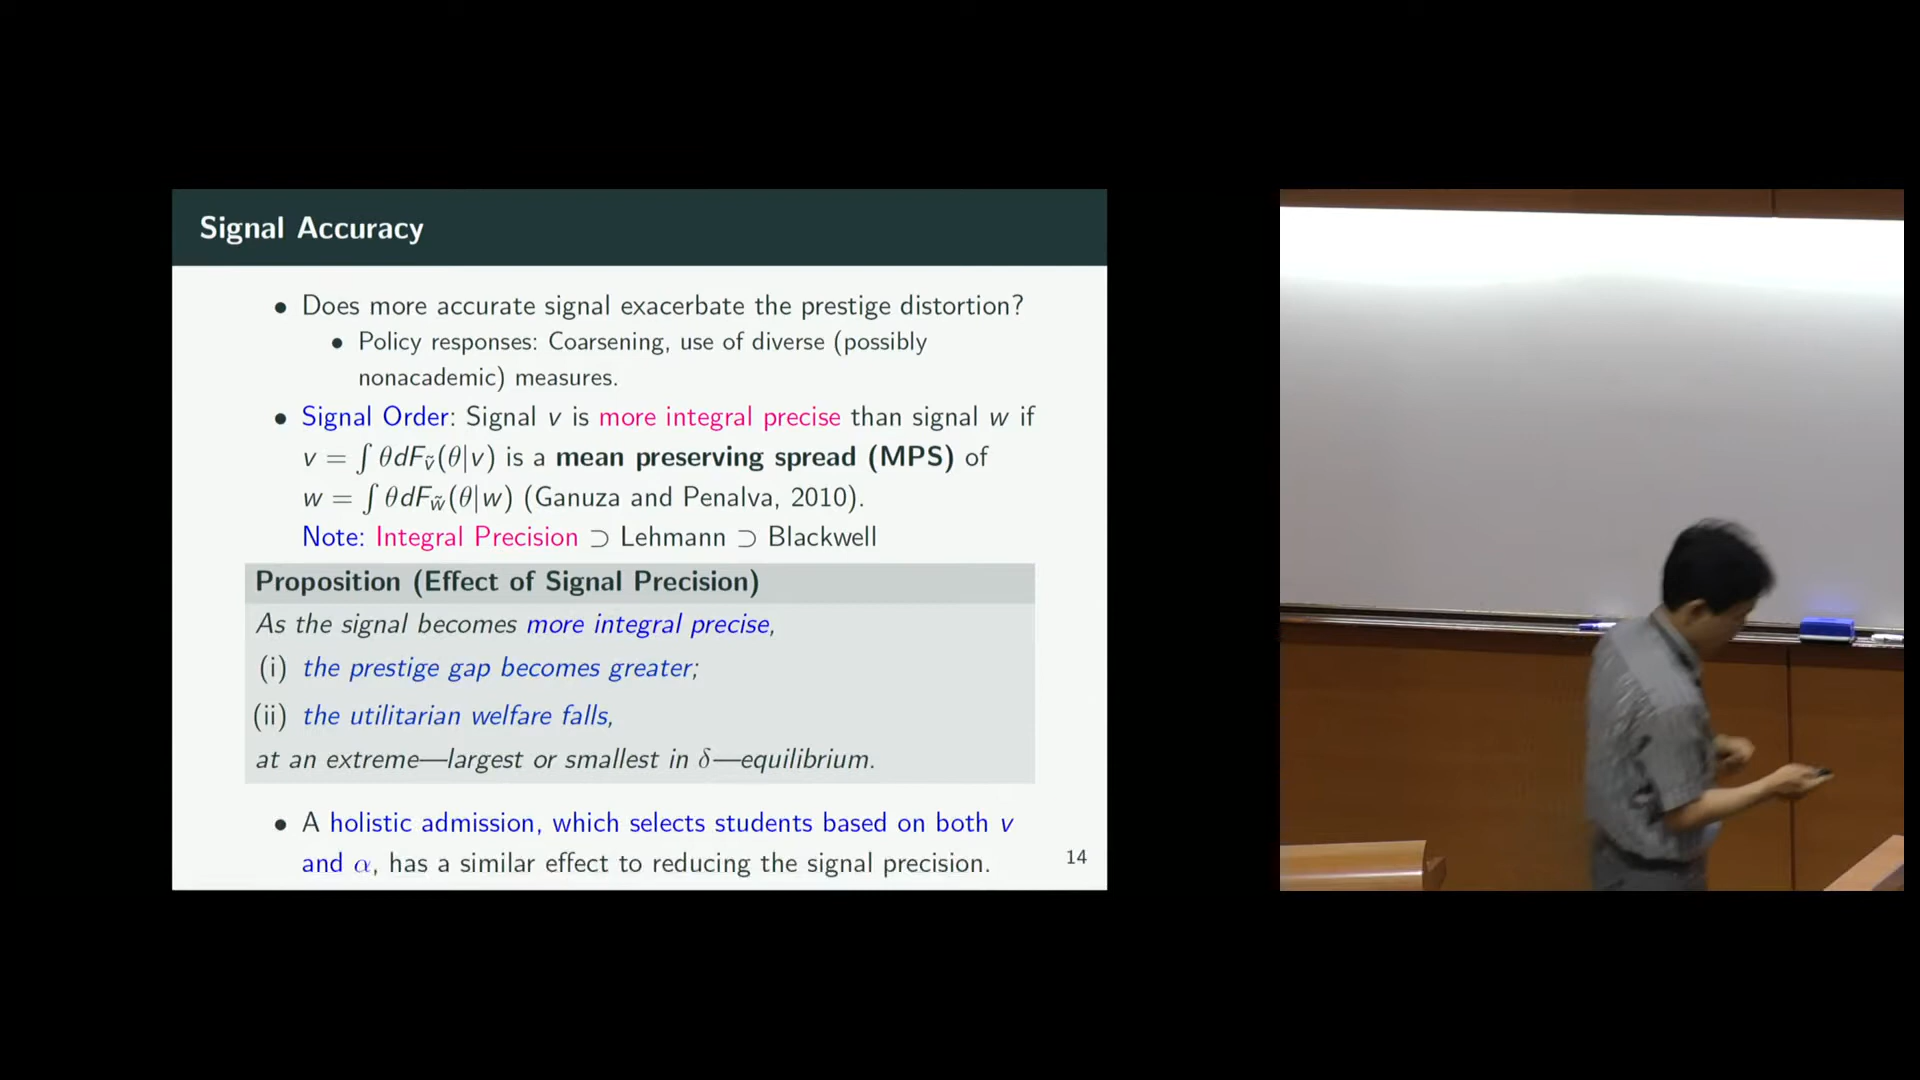 Signal Accuracy
• Does more accurate signal exacerbate the prestige distortion?
• Policy responses: Coarsening, use of diverse (possibly
nonacademic) measures.
• Signal Order: Signal v is more integral precise than signal w if
v = ∫ θdF_ṽ(θ|v) is a mean preserving spread (MPS) of
w = ∫ θdF_w̃(θ|w) (Ganuza and Penalva, 2010).
Note: Integral Precision ⊃ Lehmann ⊃ Blackwell
Proposition (Effect of Signal Precision)
As the signal becomes more integral precise,
(i) the prestige gap becomes greater;
(ii) the utilitarian welfare falls,
at an extreme—largest or smallest in δ—equilibrium.
• A holistic admission, which selects students based on both v
and α, has a similar effect to reducing the signal precision.
14